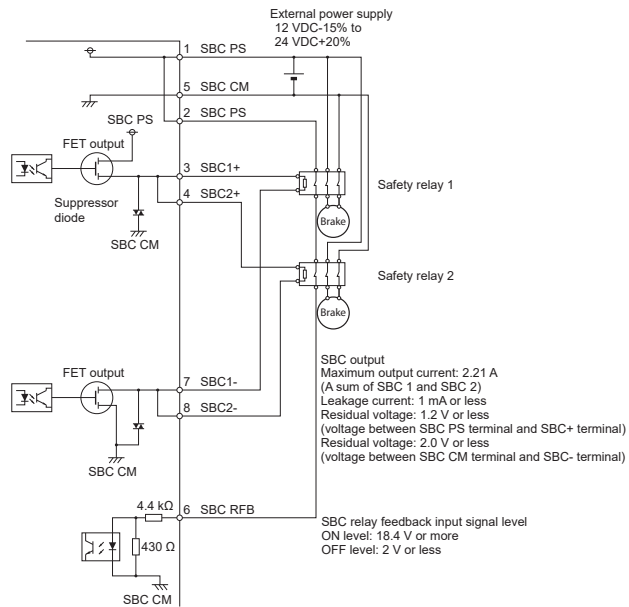 External power supply
12 VDC-15% to
24 VDC+20%
1 SBC PS
5 SBC CM
2 SBC PS
SBC PS
FET output
3 SBC1+
4 SBC2+
Suppressor
diode
SBC CM
Safety relay 1
Brake
Safety relay 2
Brake
FET output
7 SBC1-
8 SBC2-
SBC CM
SBC output
Maximum output current: 2.21 A
(A sum of SBC 1 and SBC 2)
Leakage current: 1 mA or less
Residual voltage: 1.2 V or less
(voltage between SBC PS terminal and SBC+ terminal)
Residual voltage: 2.0 V or less
(voltage between SBC CM terminal and SBC- terminal)
4.4 kΩ
6 SBC RFB
430 Ω
SBC CM
SBC relay feedback input signal level
ON level: 18.4 V or more
OFF level: 2 V or less